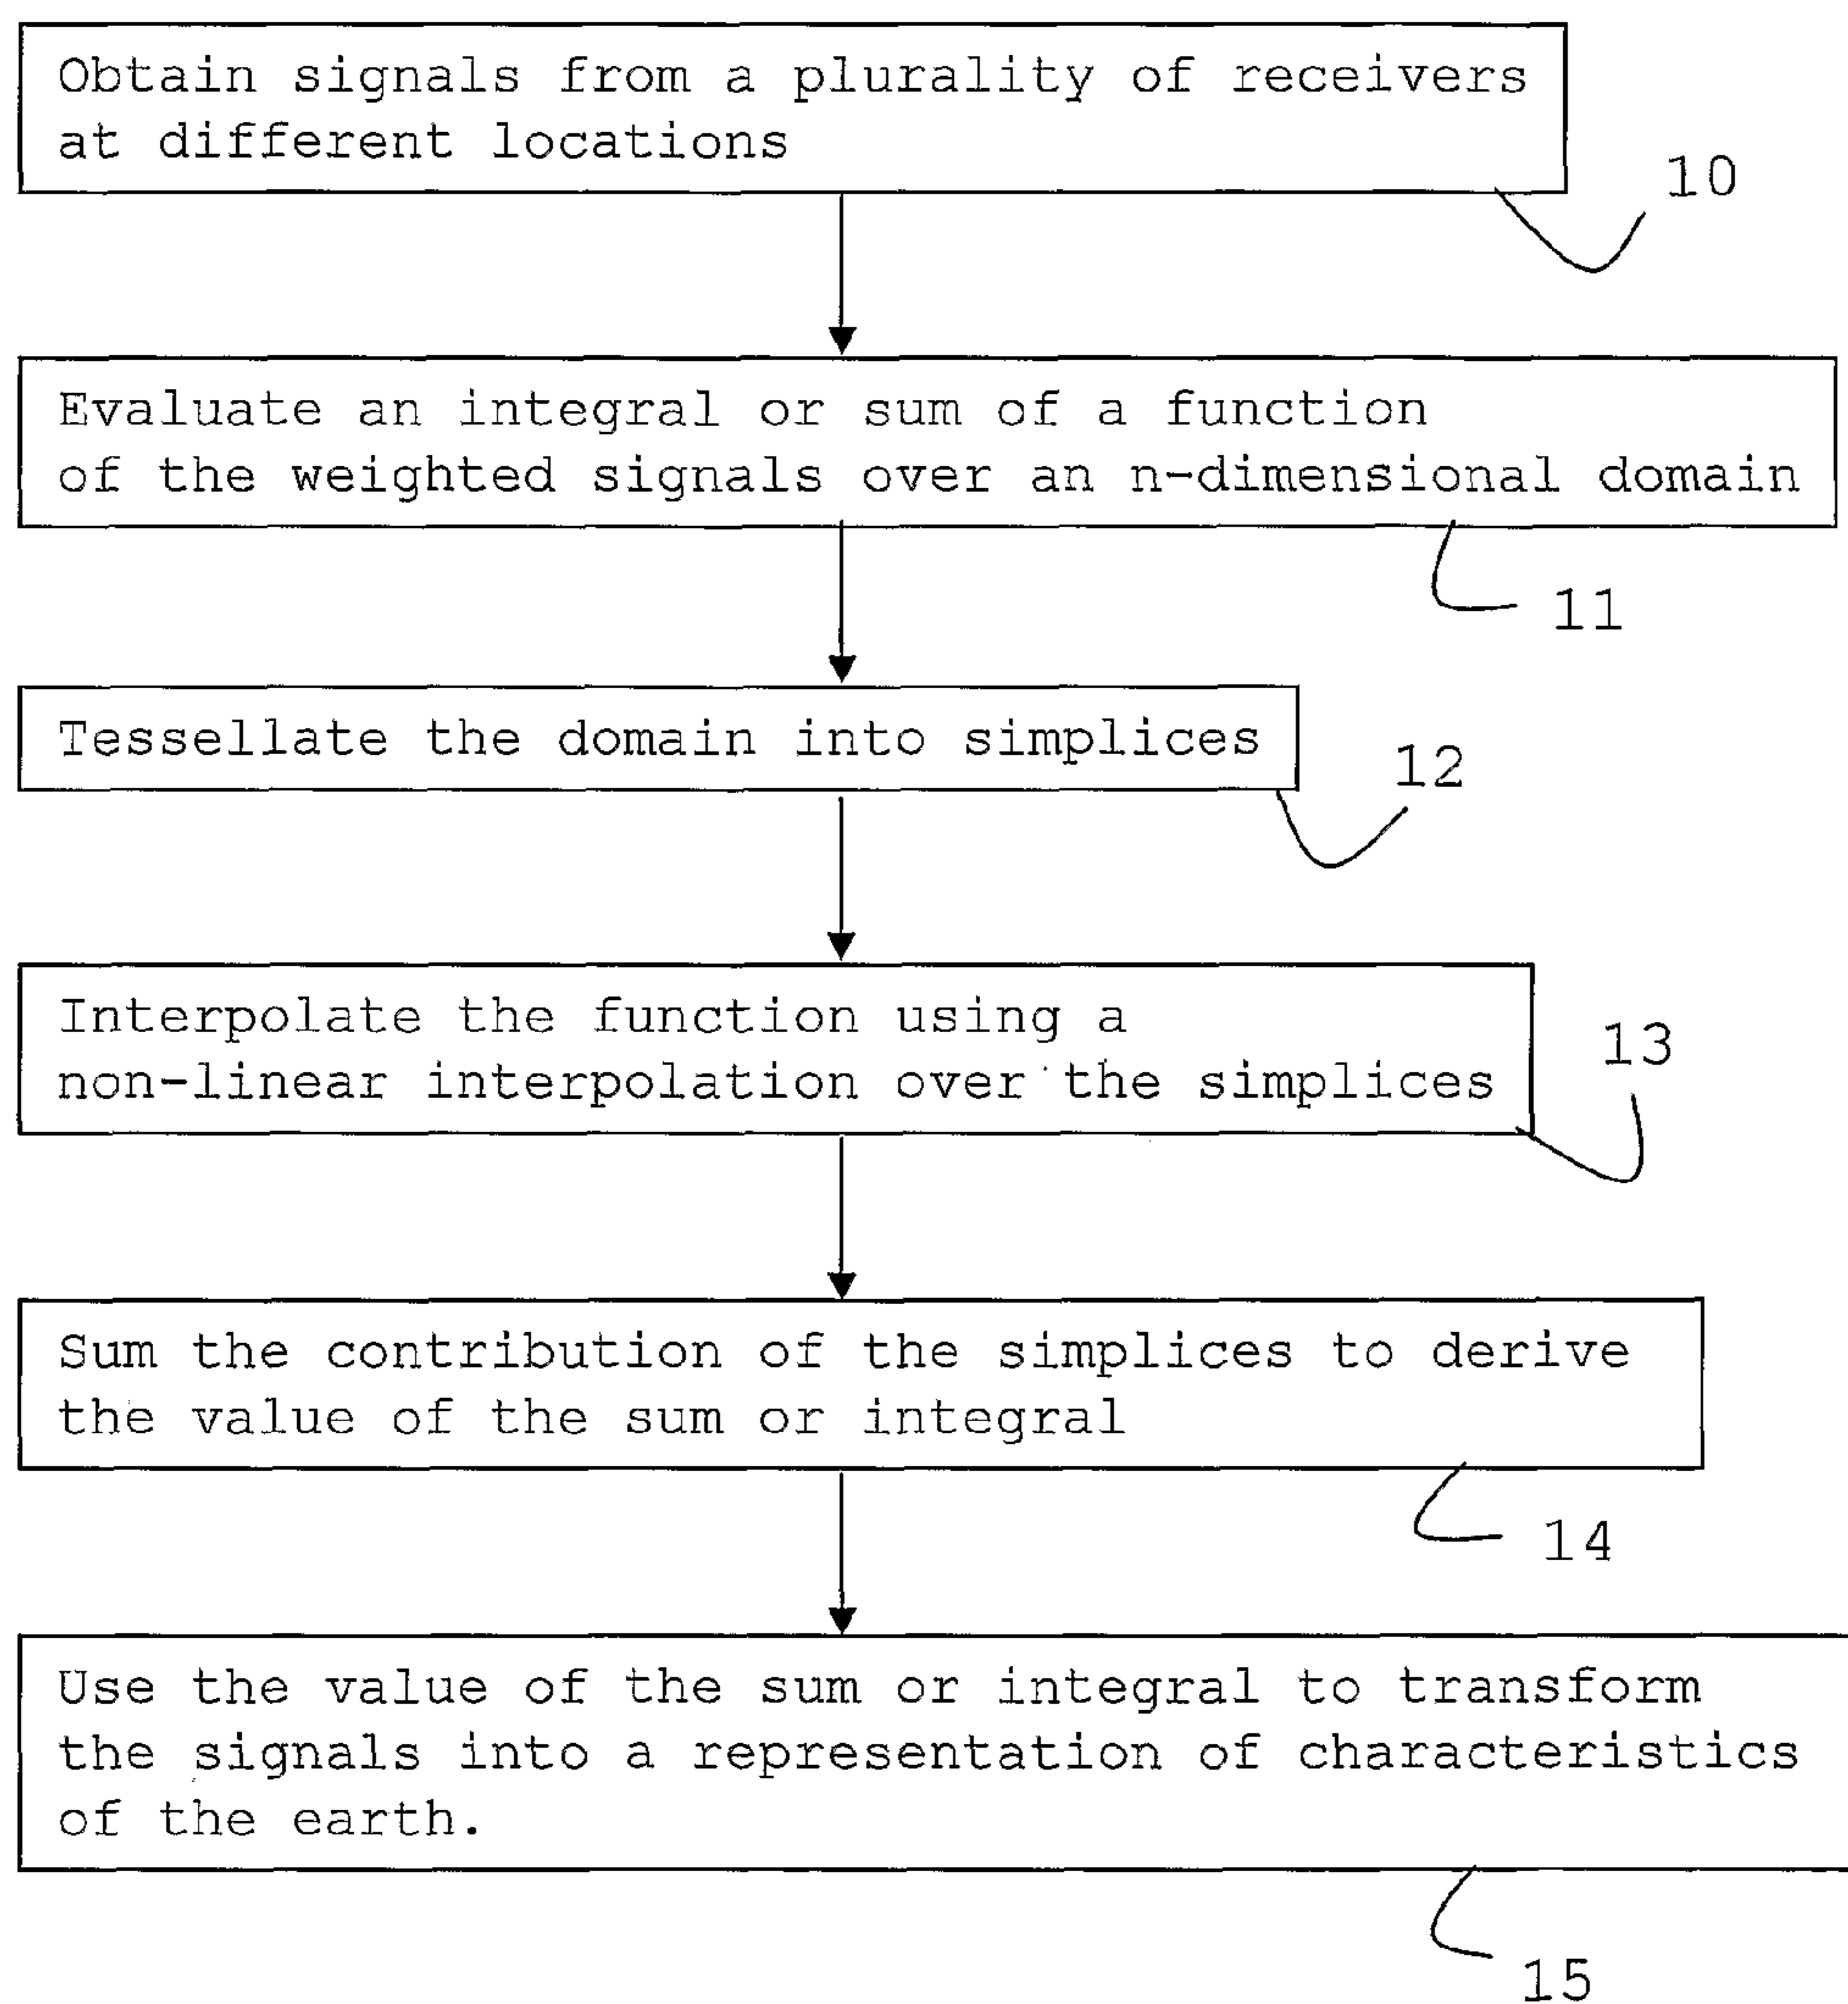 Obtain signals from a plurality of receivers
at different locations
10
Evaluate an integral or sum of a function
of the weighted signals over an n-dimensional domain
11
Tessellate the domain into simplices
12
Interpolate the function using a
non-linear interpolation over the simplices
13
Sum the contribution of the simplices to derive
the value of the sum or integral
14
Use the value of the sum or integral to transform
the signals into a representation of characteristics
of the earth.
15